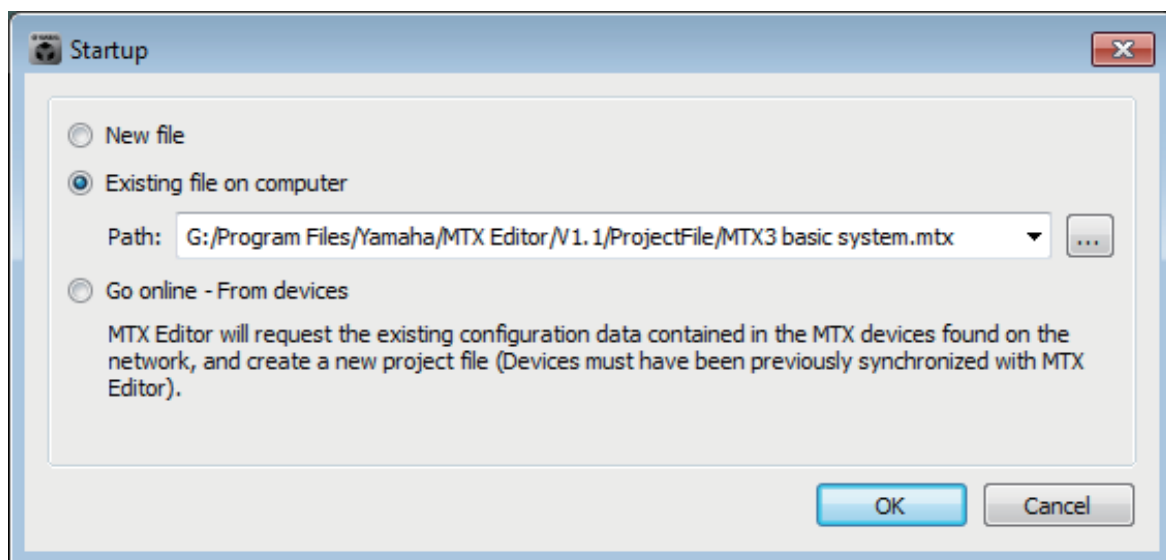 Startup
New file
Existing file on computer
Path: G:/Program Files/Yamaha/MTX Editor/V1.1/ProjectFile/MTX3 basic system.mtx ...
Go online - From devices
MTX Editor will request the existing configuration data contained in the MTX devices found on the
network, and create a new project file (Devices must have been previously synchronized with MTX
Editor).
OK Cancel